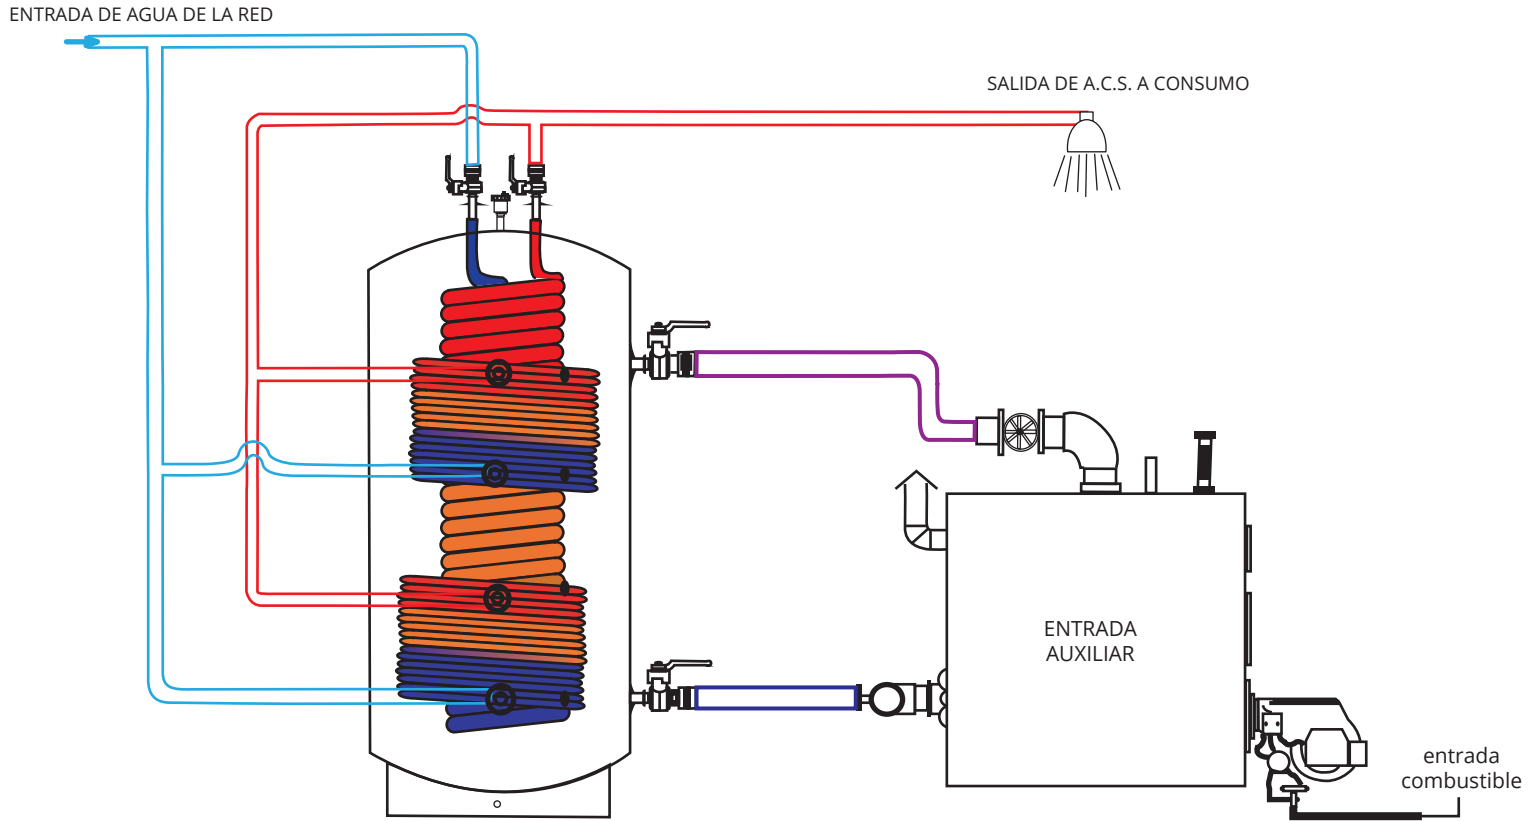 ENTRADA DE AGUA DE LA RED
SALIDA DE A.C.S. A CONSUMO
ENTRADA
AUXILIAR
entrada
combustible